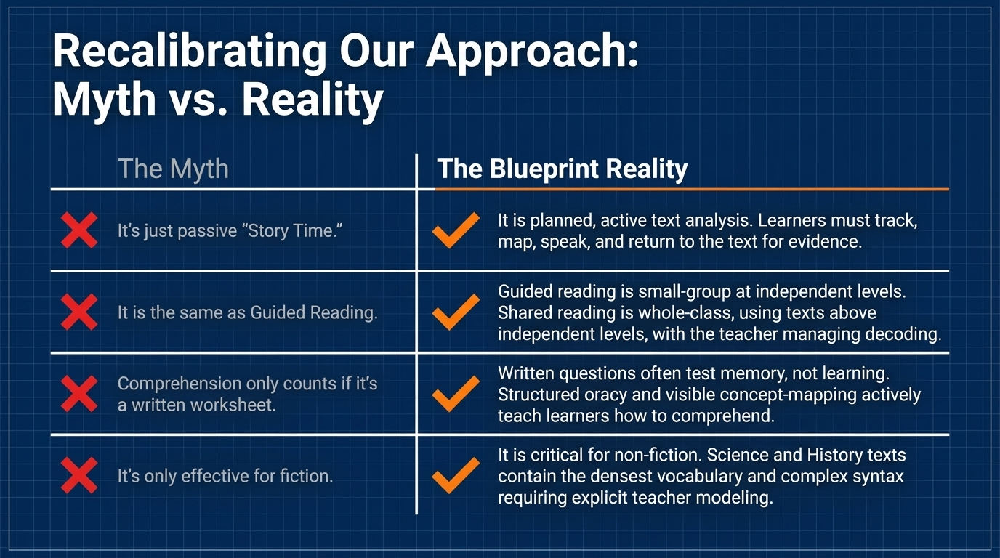 Recalibrating Our Approach:
Myth vs. Reality
The Myth
The Blueprint Reality
It’s just passive “Story Time.”
It is planned, active text analysis. Learners must track,
map, speak, and return to the text for evidence.
It is the same as Guided Reading.
Guided reading is small-group at independent levels.
Shared reading is whole-class, using texts above
independent levels, with the teacher managing decoding.
Comprehension only counts if it’s
a written worksheet.
Written questions often test memory, not learning.
Structured oracy and visible concept-mapping actively
teach learners how to comprehend.
It’s only effective for fiction.
It is critical for non-fiction. Science and History texts
contain the densest vocabulary and complex syntax
requiring explicit teacher modeling.